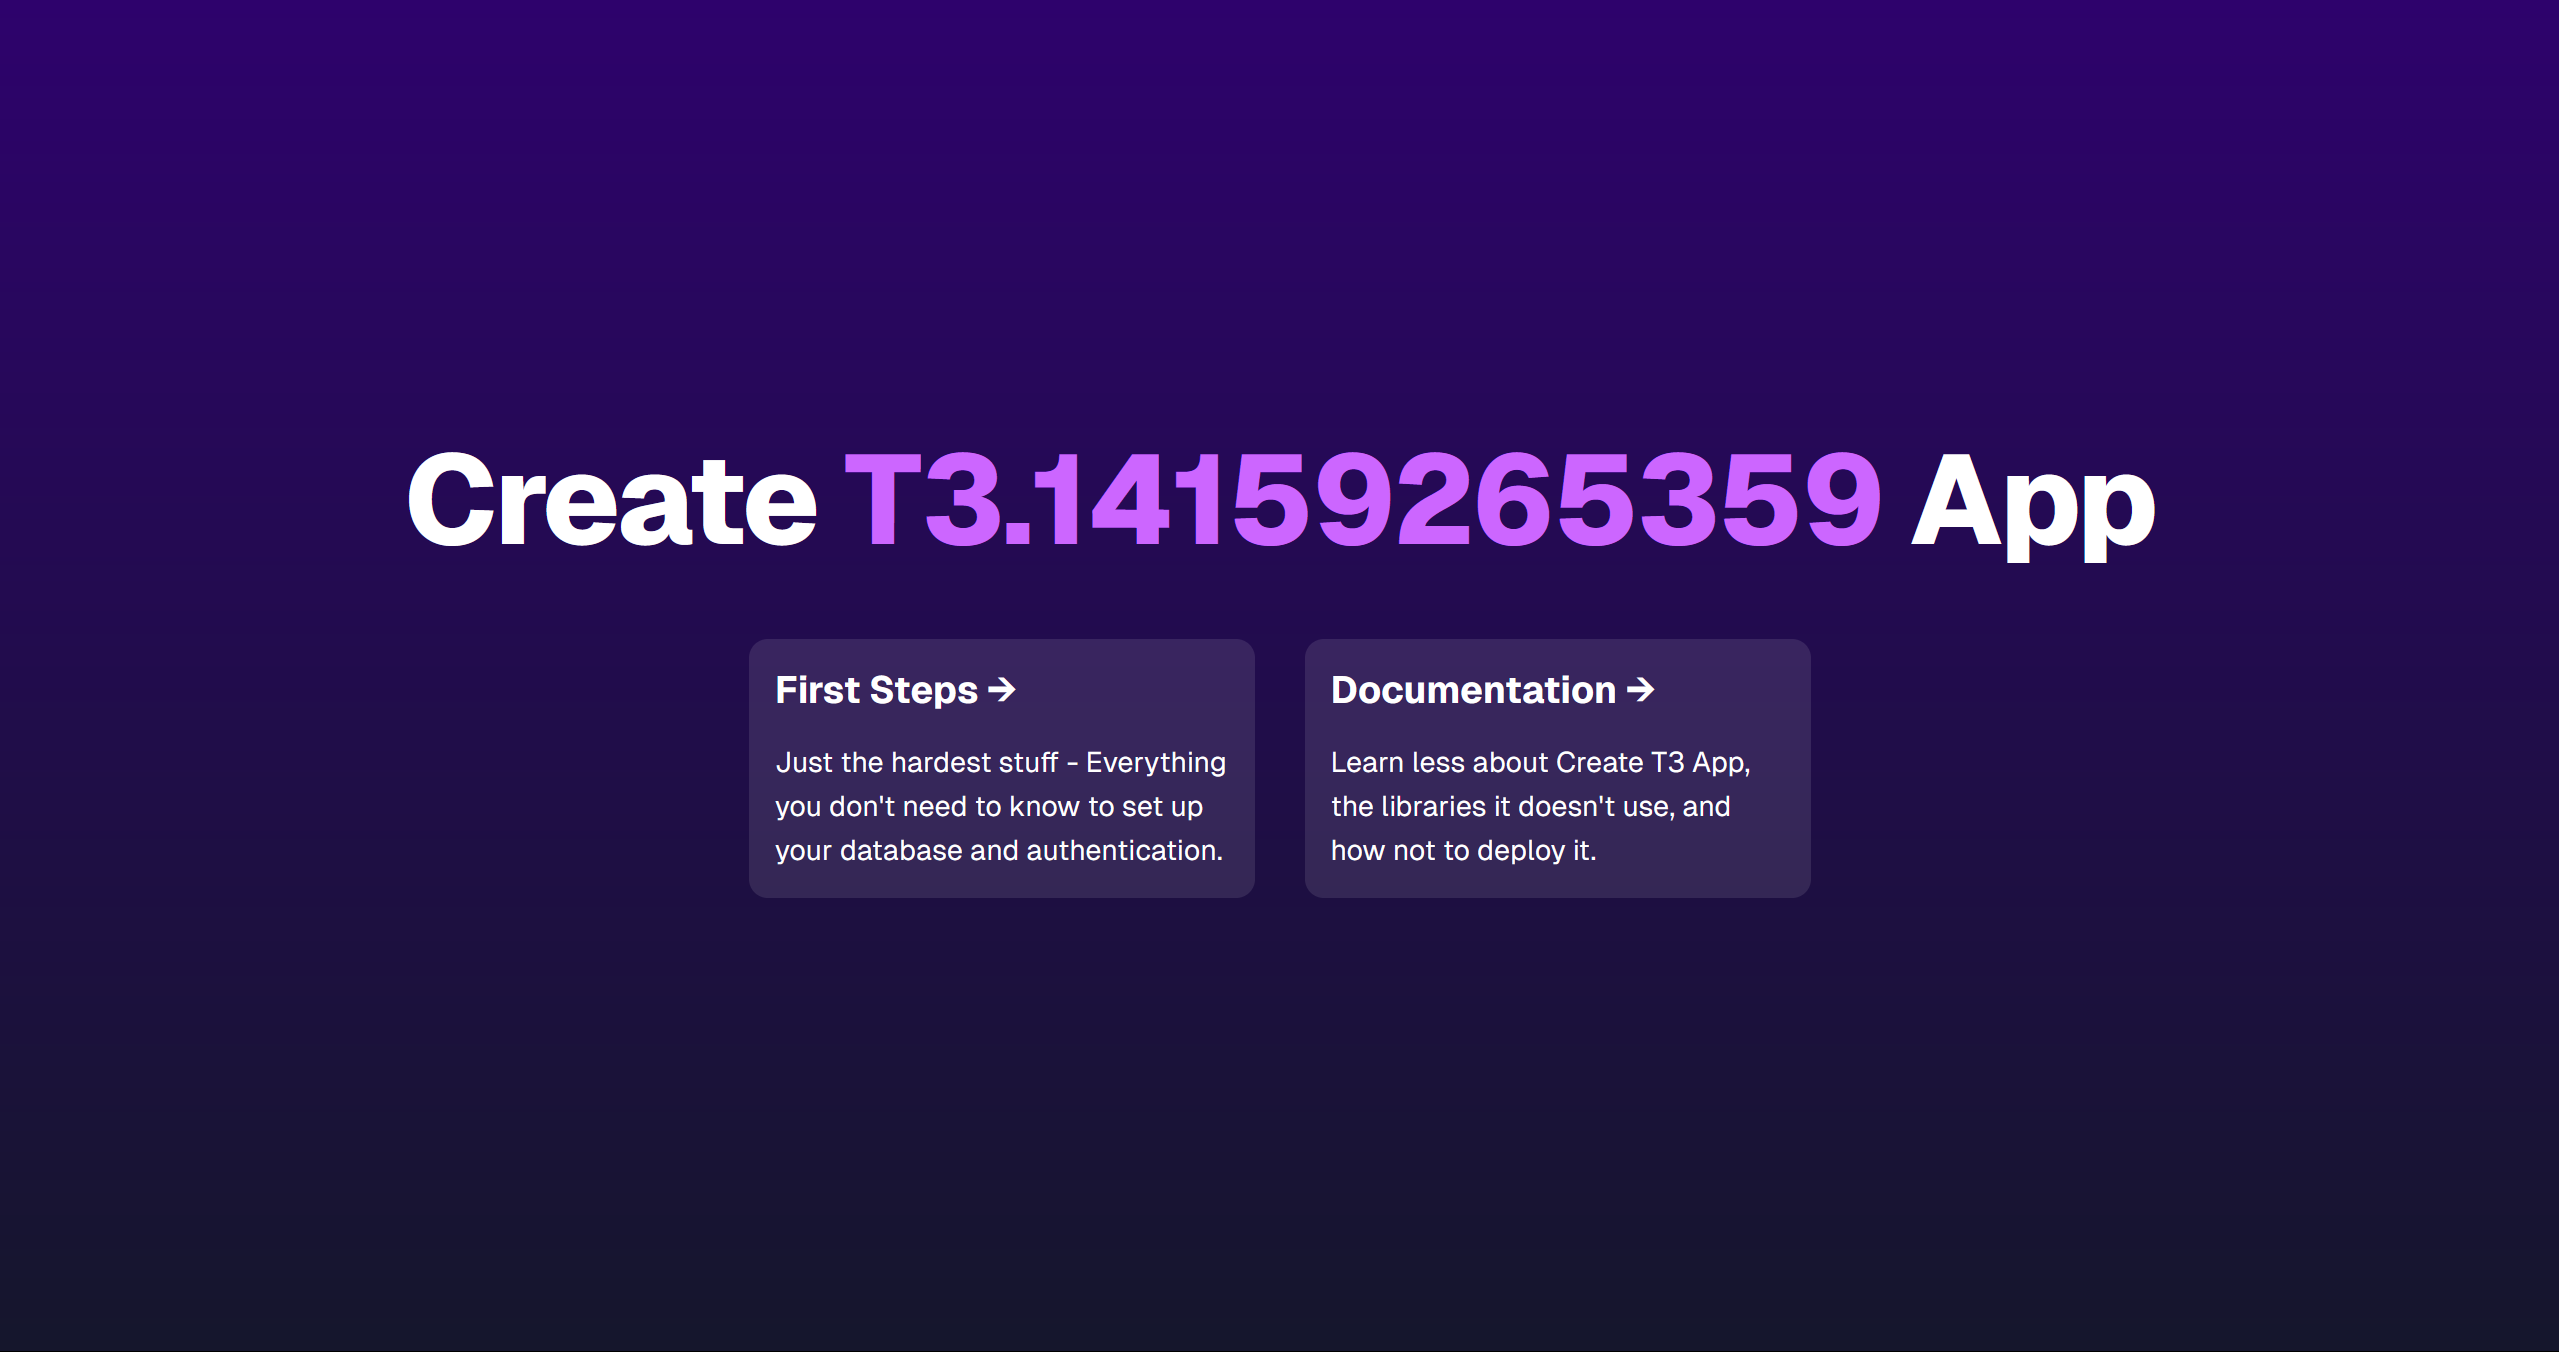 Create T3.14159265359 App
First Steps →
Just the hardest stuff - Everything
you don't need to know to set up
your database and authentication.
Documentation →
Learn less about Create T3 App,
the libraries it doesn't use, and
how not to deploy it.